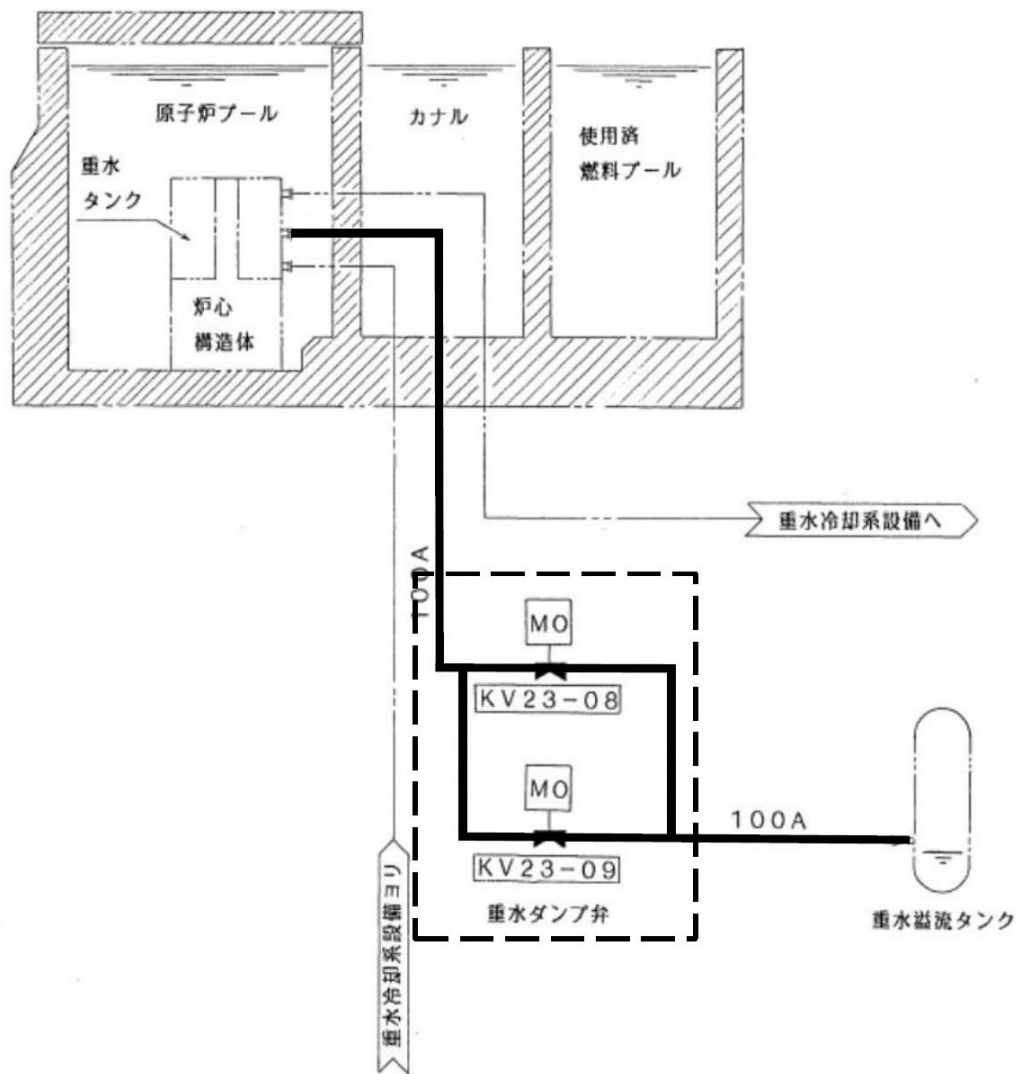 原子炉プール
カナル
使用済
燃料プール
重水
タンク
炉心
構造体
重水冷却系設備へ
100A
MO
KV23-08
MO
KV23-09
100A
重水ダンプ弁
重水溢流タンク
重水冷却系設備ヨリ